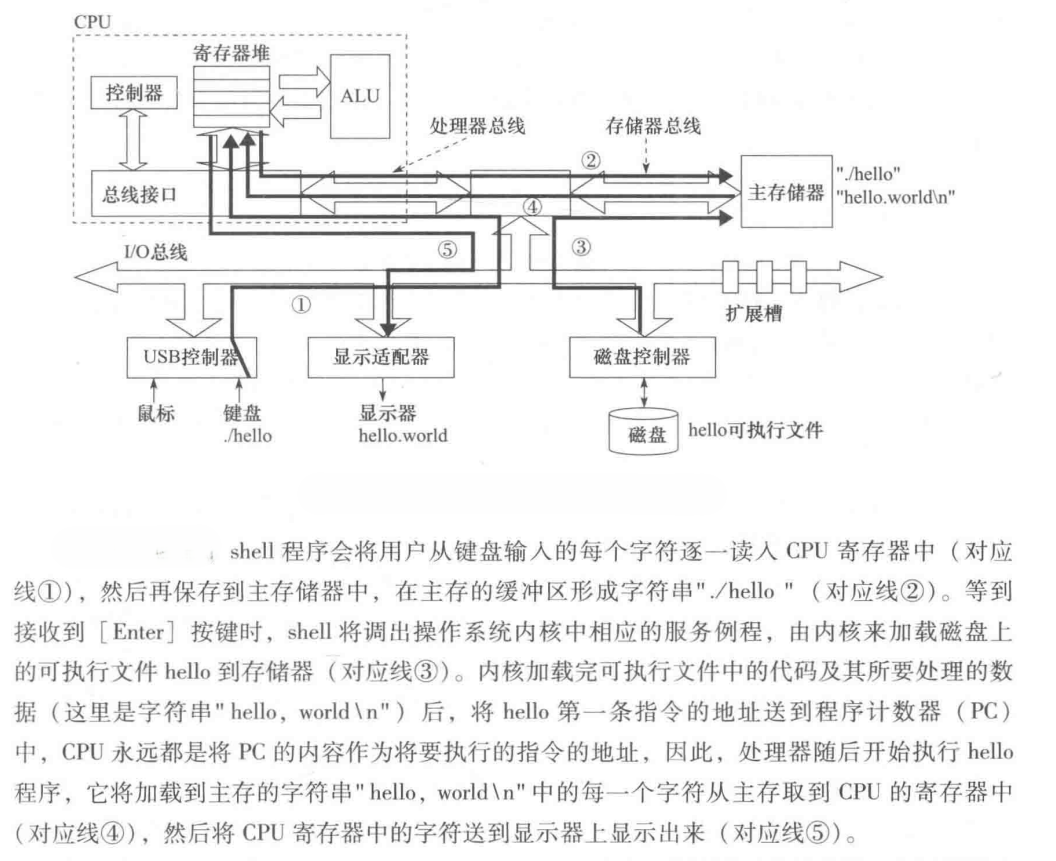 CPU
寄存器堆
控制器
ALU
处理器总线
存储器总线
②
总线接口
主存储器
"./hello"
"hello.world\n"
④
⑤
③
I/O总线
①
扩展槽
USB控制器
显示适配器
磁盘控制器
鼠标
键盘
./hello
显示器
hello.world
磁盘
hello可执行文件
shell 程序会将用户从键盘输入的每个字符逐一读入 CPU 寄存器中（对应
线①），然后再保存到主存储器中，在主存的缓冲区形成字符串"./hello "（对应线②）。等到
接收到［Enter］按键时，shell 将调出操作系统内核中相应的服务例程，由内核来加载磁盘上
的可执行文件 hello 到存储器（对应线③）。内核加载完可执行文件中的代码及其所要处理的数
据（这里是字符串"hello，world\n"）后，将 hello 第一条指令的地址送到程序计数器（PC）
中，CPU 永远都是将 PC 的内容作为将要执行的指令的地址，因此，处理器随后开始执行 hello
程序，它将加载到主存的字符串"hello，world\n"中的每一个字符从主存取到 CPU 的寄存器中
（对应线④），然后将 CPU 寄存器中的字符送到显示器上显示出来（对应线⑤）。